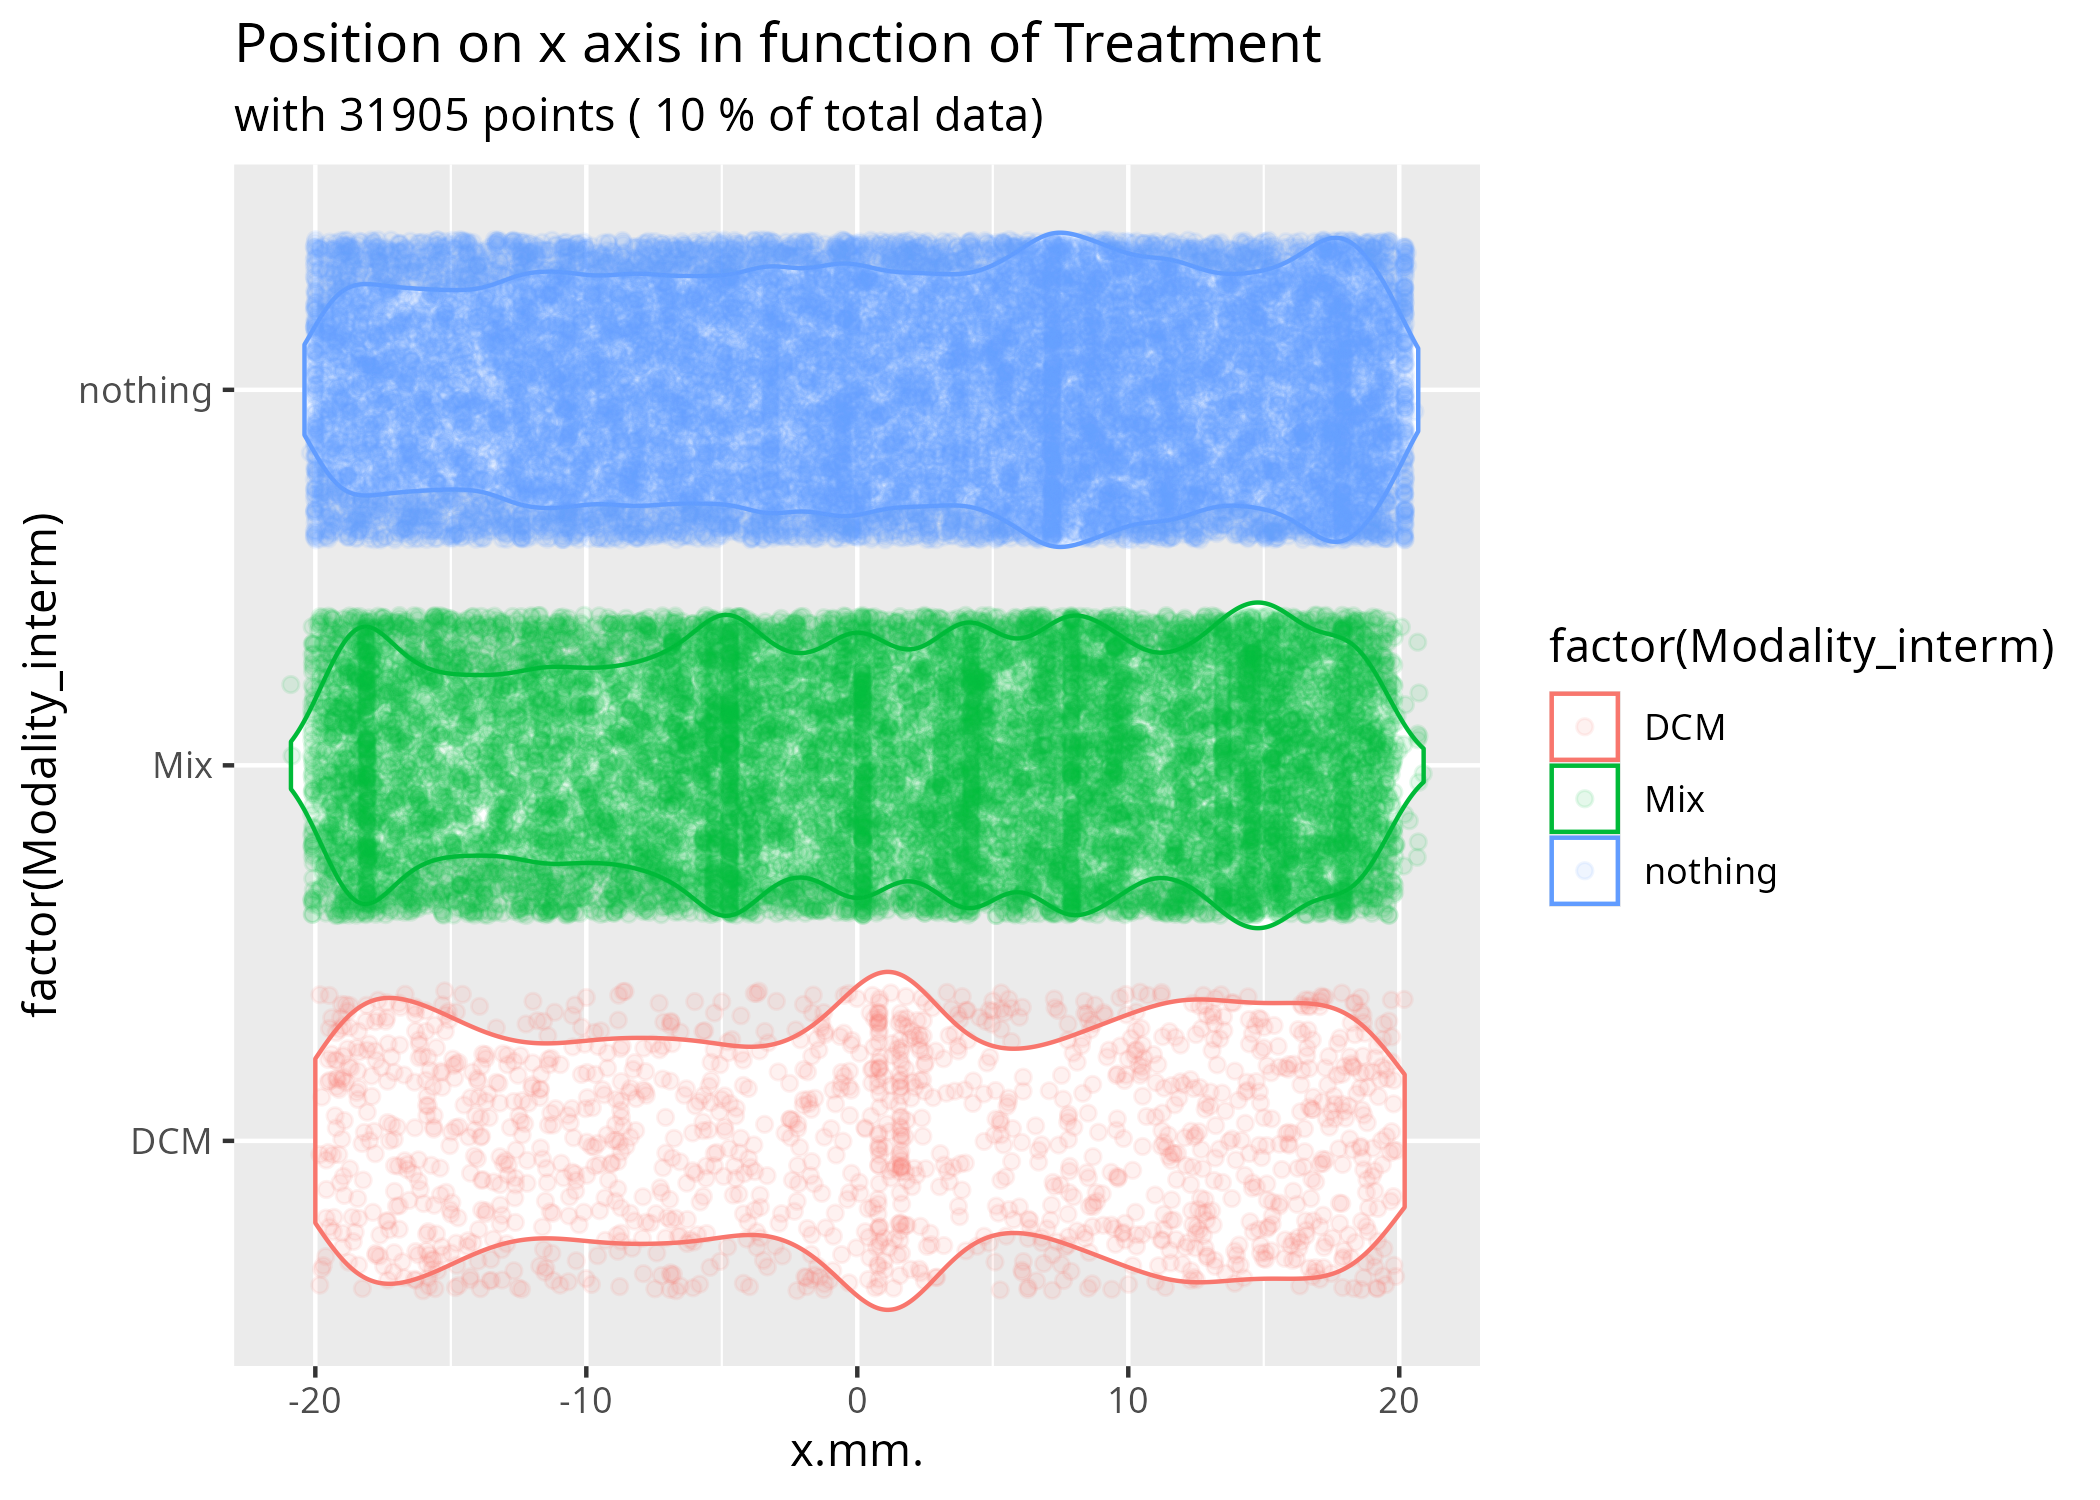 Position on x axis in function of Treatment
with 31905 points ( 10 % of total data)
factor(Modality_interm)
nothing
Mix
DCM
-20
-10
0
10
20
x.mm.
factor(Modality_interm)
DCM
Mix
nothing